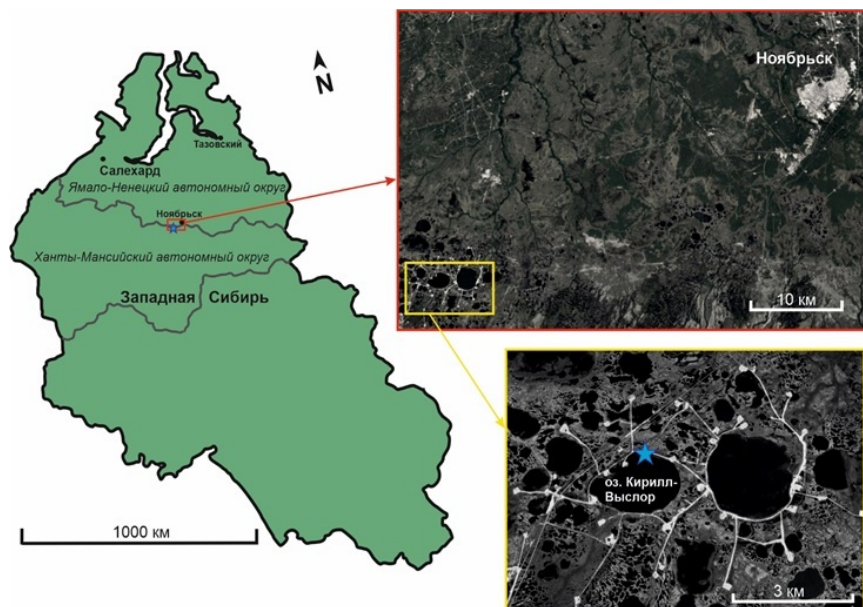 N
Тазовский
Салехард
Ямало-Ненецкий автономный округ
Ноябрьск
Ханты-Мансийский автономный округ
Западная Сибирь
1000 км
Ноябрьск
10 км
оз. Кирилл-
Выслор
3 км